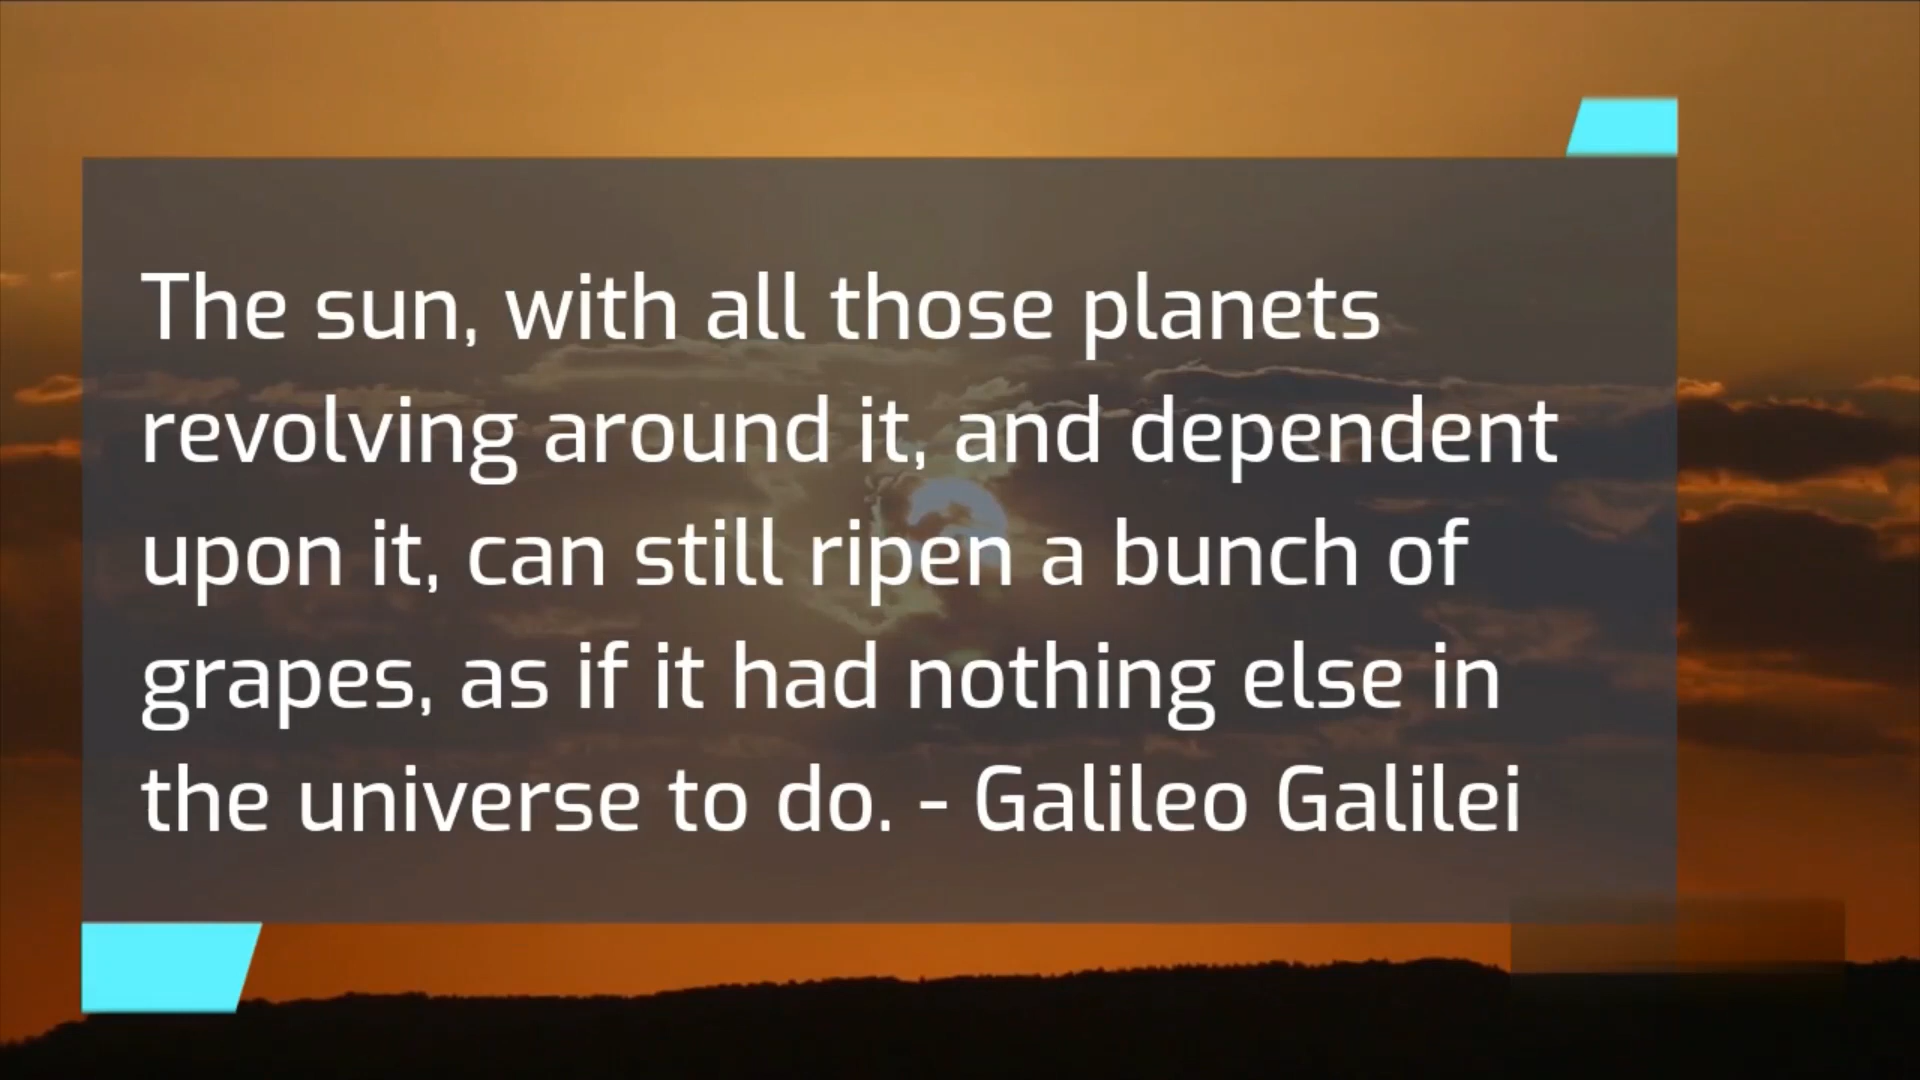 The sun, with all those planets
revolving around it, and dependent
upon it, can still ripen a bunch of
grapes, as if it had nothing else in
the universe to do. - Galileo Galilei